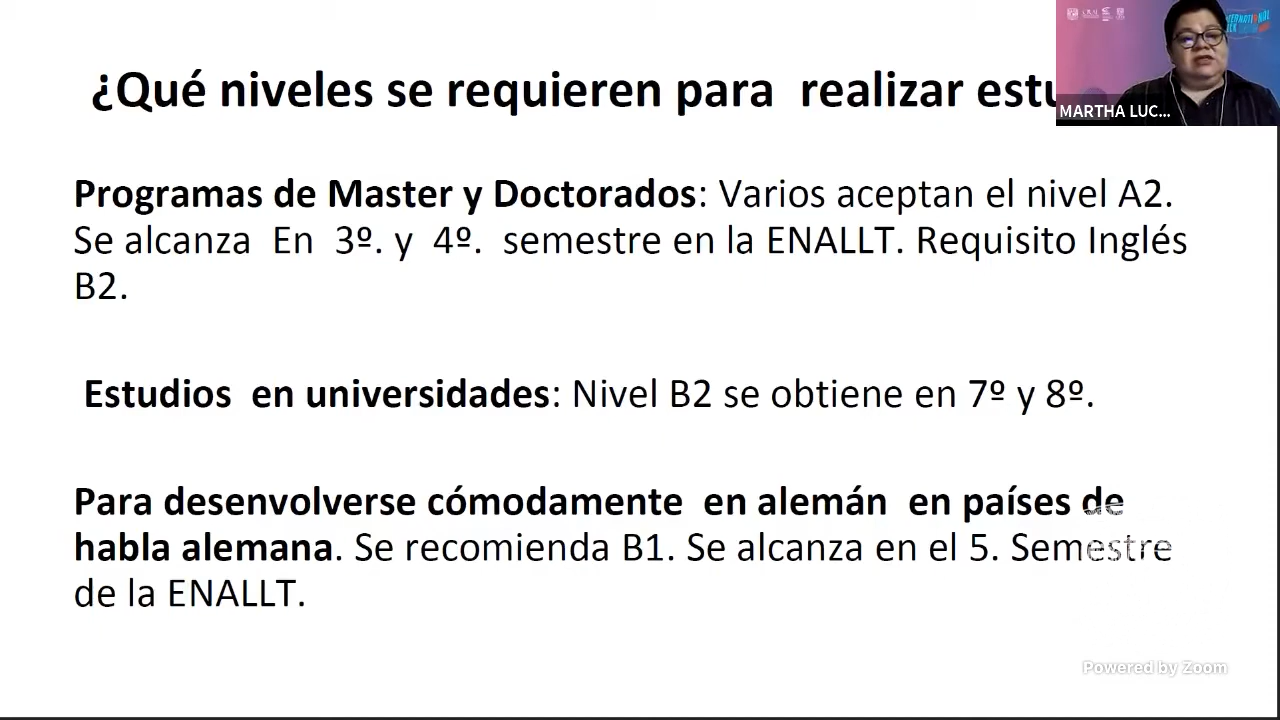 ¿Qué niveles se requieren para realizar estu
MARTHA LUC...
Programas de Master y Doctorados: Varios aceptan el nivel A2.
Se alcanza En 3º. y 4º. semestre en la ENALLT. Requisito Inglés
B2.
Estudios en universidades: Nivel B2 se obtiene en 7º y 8º.
Para desenvolverse cómodamente en alemán en países de
habla alemana. Se recomienda B1. Se alcanza en el 5. Semestre
de la ENALLT.
Powered by Zoom